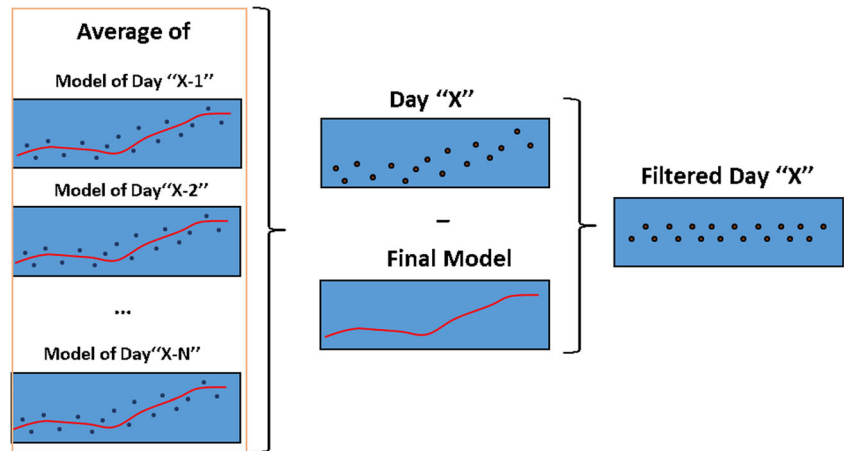 Average of
Model of Day “X-1”
Model of Day“X-2”
...
Model of Day“X-N”
Day “X”
–
Final Model
Filtered Day “X”